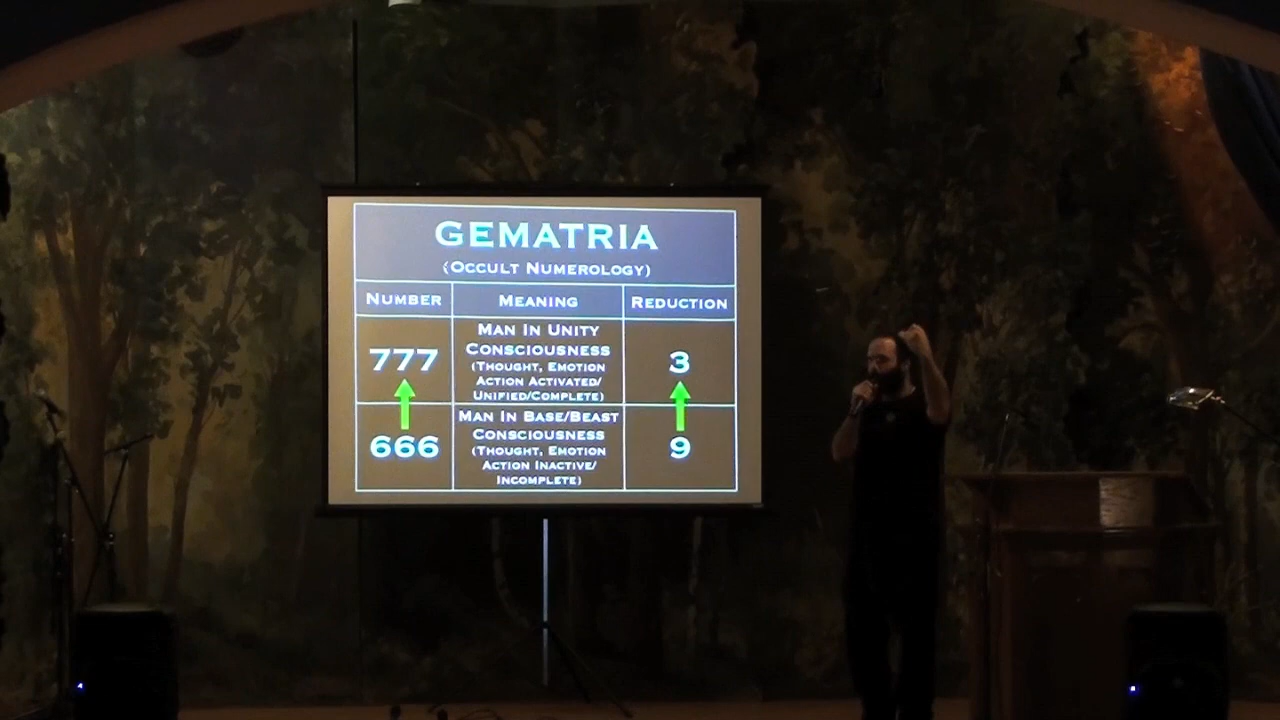 GEMATRIA
(OCCULT NUMEROLOGY)
NUMBER MEANING REDUCTION
777
MAN IN UNITY
CONSCIOUSNESS
(THOUGHT, EMOTION
ACTION ACTIVATED/
UNIFIED/COMPLETE)
3
666
MAN IN BASE/BEAST
CONSCIOUSNESS
(THOUGHT, EMOTION
ACTION INACTIVE/
INCOMPLETE)
9